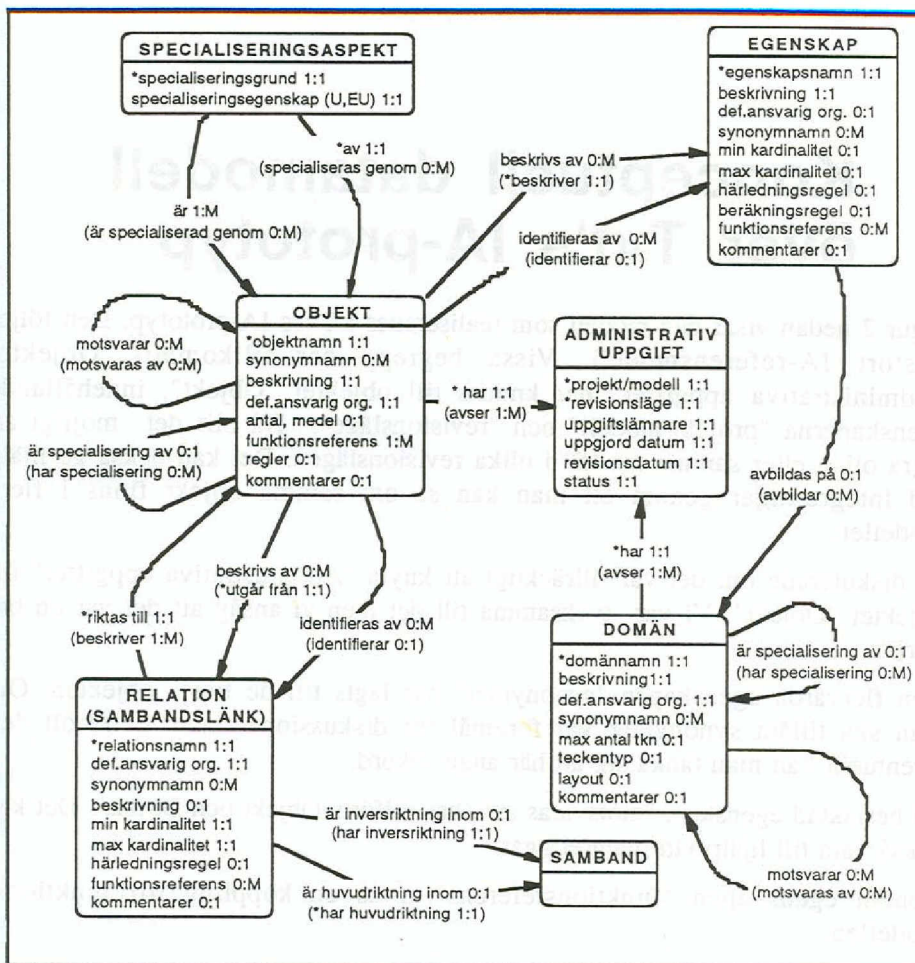 SPECIALISERINGSASPEKT
*specialiseringsgrund 1:1
specialiseringsegenskap (U,EU) 1:1
EGENSKAP
*egenskapsnamn 1:1
beskrivning 1:1
def.ansvarig org. 0:1
synonymnamn 0:M
min kardinalitet 0:1
max kardinalitet 0:1
härledningsregel 0:1
beräkningsregel 0:1
funktionsreferens 0:M
kommentarer 0:1
*av 1:1
(specialiseras genom 0:M)
är 1:M
(är specialiserad genom 0:M)
beskrivs av 0:M
(*beskriver 1:1)
identifieras av 0:M
(identifierar 0:1)
OBJEKT
*objektnamn 1:1
synonymnamn 0:M
beskrivning 1:1
def.ansvarig org. 1:1
antal, medel 0:1
funktionsreferens 1:M
regler 0:1
kommentarer 0:1
motsvarar 0:M
(motsvaras av 0:M)
är specialisering av 0:1
(har specialisering 0:M)
*har 1:1
(avser 1:M)
ADMINISTRATIV
UPPGIFT
*projekt/modell 1:1
* revisionsläge 1:1
uppgiftslämnare 1:1
uppgjord datum 1:1
revisionsdatum 1:1
status 1:1
avbildas på 0:1
(avbildar 0:M)
*har 1:1
(avser 1:M)
*riktas till 1:1
(beskriver 1:M)
beskrivs av 0:M
(*utgår från 1:1)
identifieras av 0:M
(identifierar 0:1)
DOMÄN
*domännamn 1:1
beskrivning1:1
def.ansvarig org. 1:1
synonymnamn 0:M
max antal tkn 0:1
teckentyp 0:1
layout 0:1
kommentarer 0:1
är specialisering av 0:1
(har specialisering 0:M)
motsvarar 0:M
(motsvaras av 0:M)
RELATION
(SAMBANDSLÄNK)
*relationsnamn 1:1
def.ansvarig org. 1:1
synonymnamn 0:M
beskrivning 0:1
min kardinalitet 1:1
max kardinalitet 1:1
härledningsregel 0:1
funktionsreferens 0:M
kommentarer 0:1
är inversriktning inom 0:1
(har inversriktning 1:1)
är huvudriktning inom 0:1
(*har huvudriktning 1:1)
SAMBAND